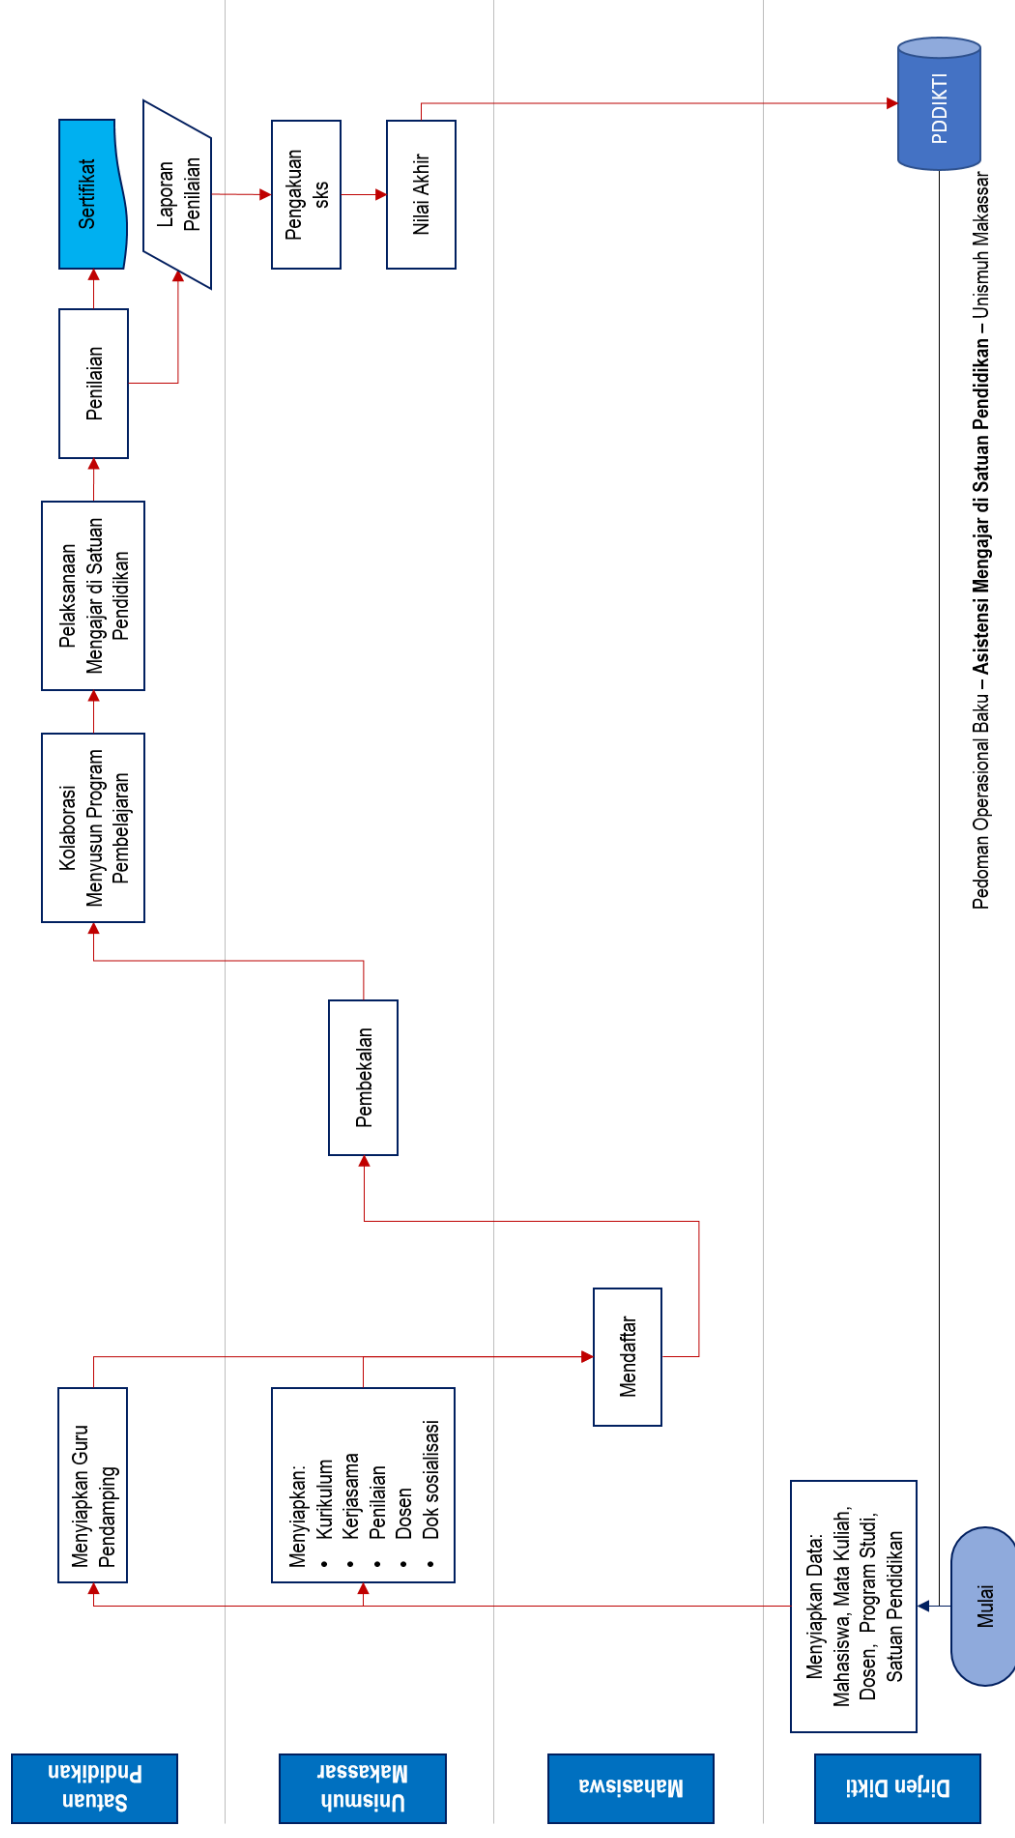 Satuan
Pndidikan
Menyiapkan Guru
Pendamping
Kolaborasi
Menyusun Program
Pembelajaran
Pelaksanaan
Mengajar di Satuan
Pendidikan
Penilaian
Sertifikat
Laporan
Penilaian
Unismuh
Makassar
Menyiapkan:
• Kurikulum
• Kerjasama
• Penilaian
• Dosen
• Dok sosialisasi
Pembekalan
Pengakuan
sks
Nilai Akhir
Mahasiswa
Mendaftar
Dirjen Dikti
Menyiapkan Data:
Mahasiswa, Mata Kuliah,
Dosen, Program Studi,
Satuan Pendidikan
Mulai
PDDIKTI
Pedoman Operasional Baku – Asistensi Mengajar di Satuan Pendidikan – Unismuh Makassar